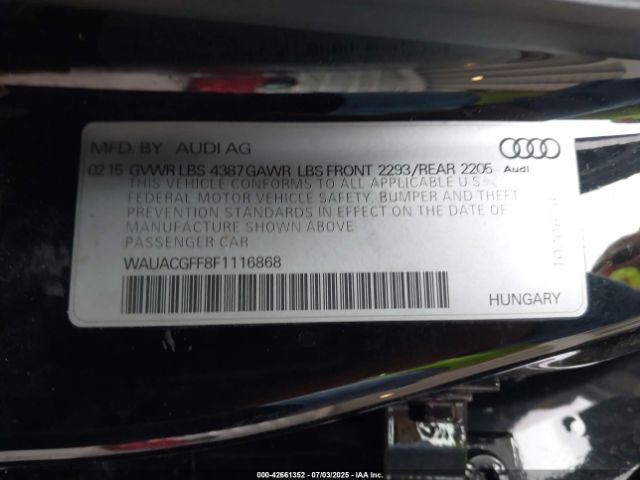 MFD. BY AUDI AG
02 15 GVWR LBS 4387 GAWR LBS FRONT 2293/REAR 2205
Audi
THIS VEHICLE CONFORMS TO ALL APPLICABLE U.S.
FEDERAL MOTOR VEHICLE SAFETY, BUMPER AND THEFT
PREVENTION STANDARDS IN EFFECT ON THE DATE OF
MANUFACTURE SHOWN ABOVE
PASSENGER CAR
WAUACGFF8F1116868
HUNGARY
000-42661352 | 07/03/2025 - IAA Inc.